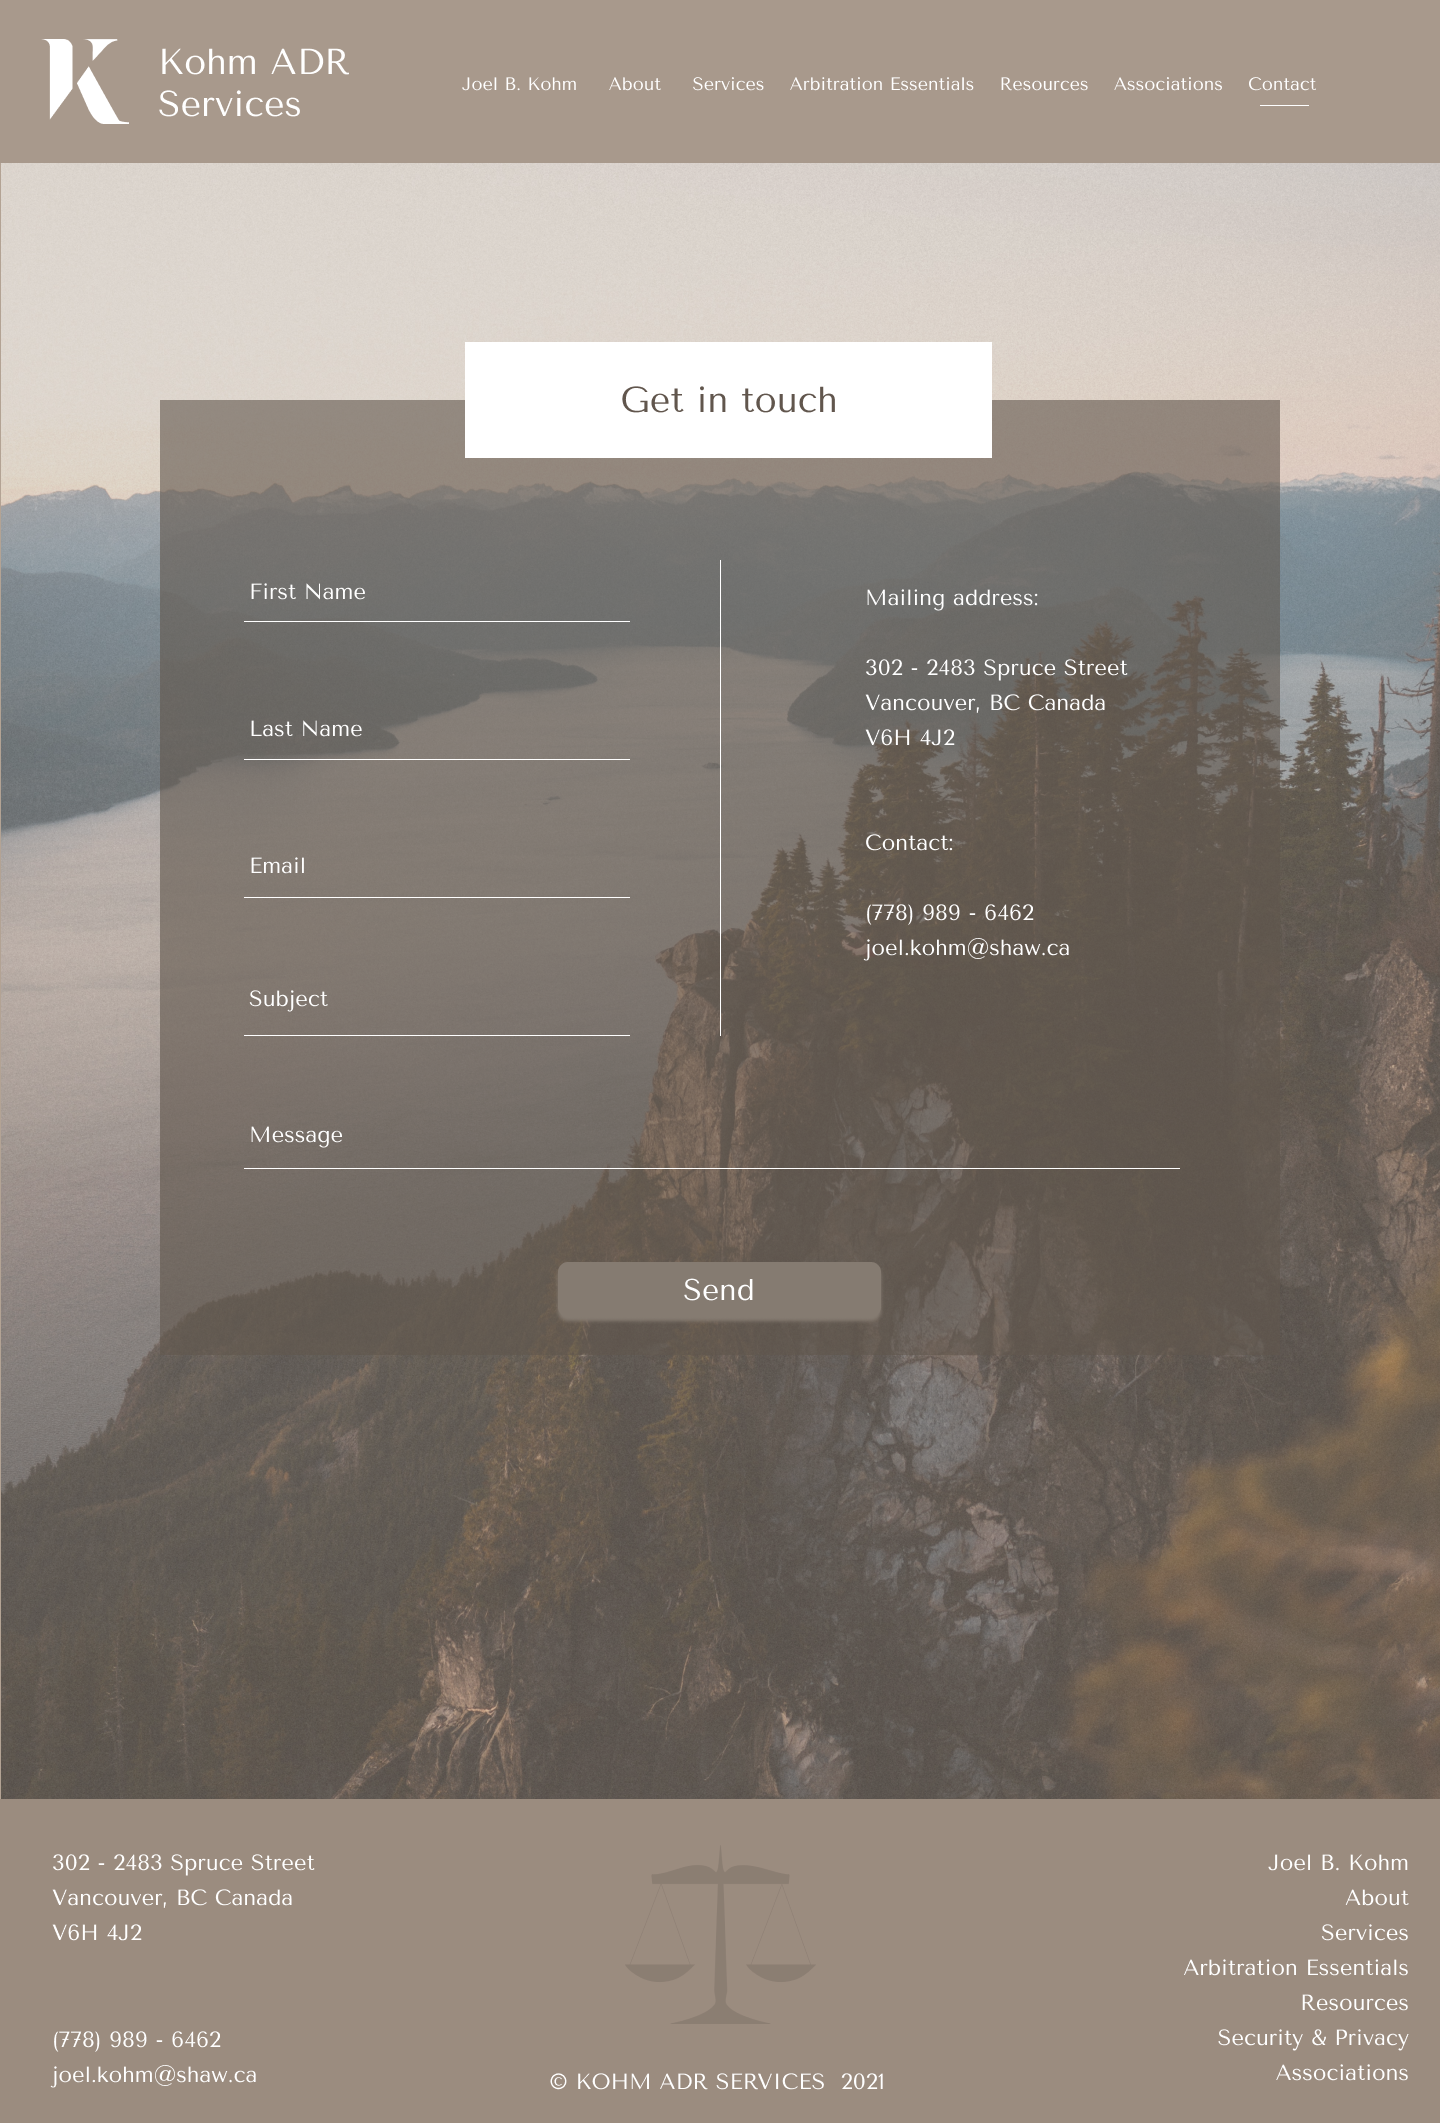 K
Kohm ADR
Services
Joel B. Kohm About Services Arbitration Essentials Resources Associations Contact
Get in touch
First Name
Last Name
Email
Subject
Message
Mailing address:
302 - 2483 Spruce Street
Vancouver, BC Canada
V6H 4J2
Contact:
(778) 989 - 6462
joel.kohm@shaw.ca
Send
302 - 2483 Spruce Street
Vancouver, BC Canada
V6H 4J2
(778) 989 - 6462
joel.kohm@shaw.ca
© KOHM ADR SERVICES 2021
Joel B. Kohm
About
Services
Arbitration Essentials
Resources
Security & Privacy
Associations